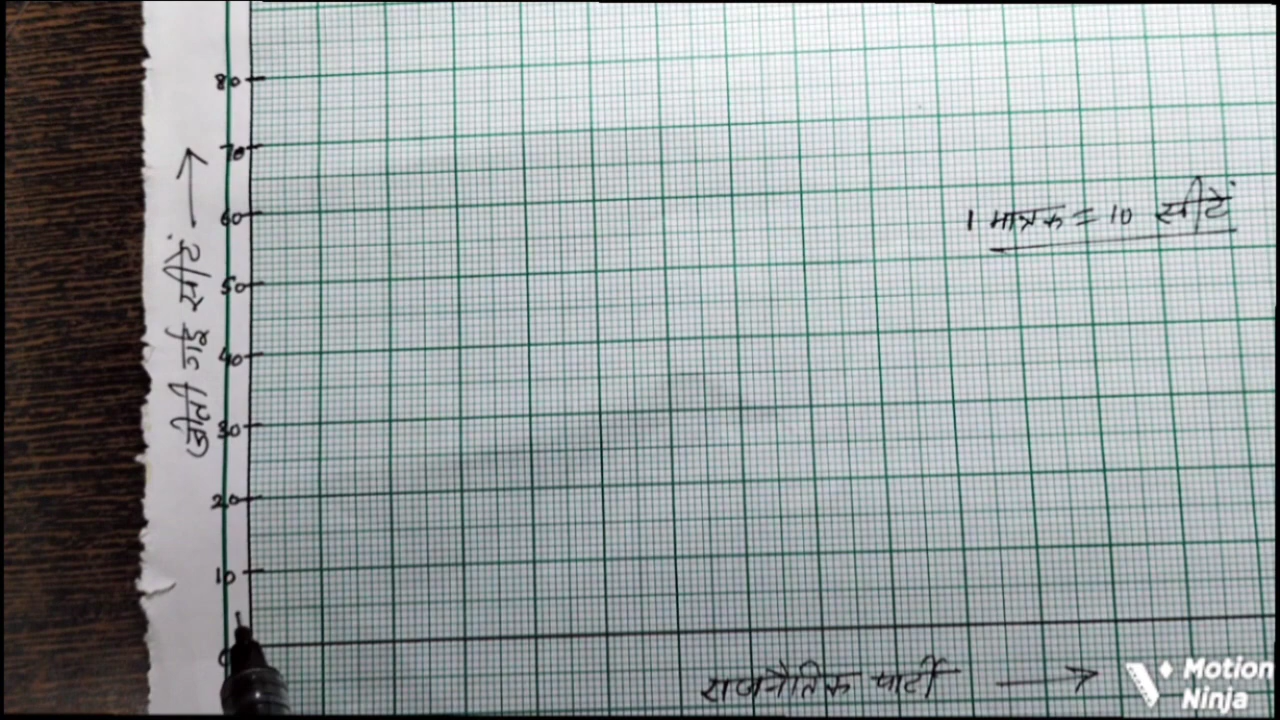 80
70
60
1 मात्रक = 10 सीटें
50
40
30
20
10
0
जीती गई सीटें →
राजनैतिक पार्टी →
Motion
Ninja